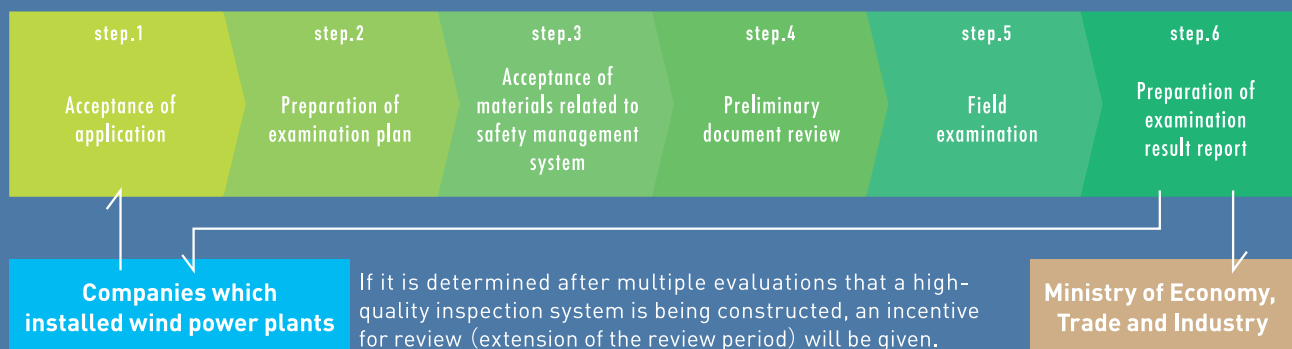 step.1
Acceptance of
application
step.2
Preparation of
examination plan
step.3
Acceptance of
materials related to
safety management
system
step.4
Preliminary
document review
step.5
Field
examination
step.6
Preparation of
examination
result report
Companies which
installed wind power plants
If it is determined after multiple evaluations that a high-
quality inspection system is being constructed, an incentive
for review (extension of the review period) will be given.
Ministry of Economy,
Trade and Industry